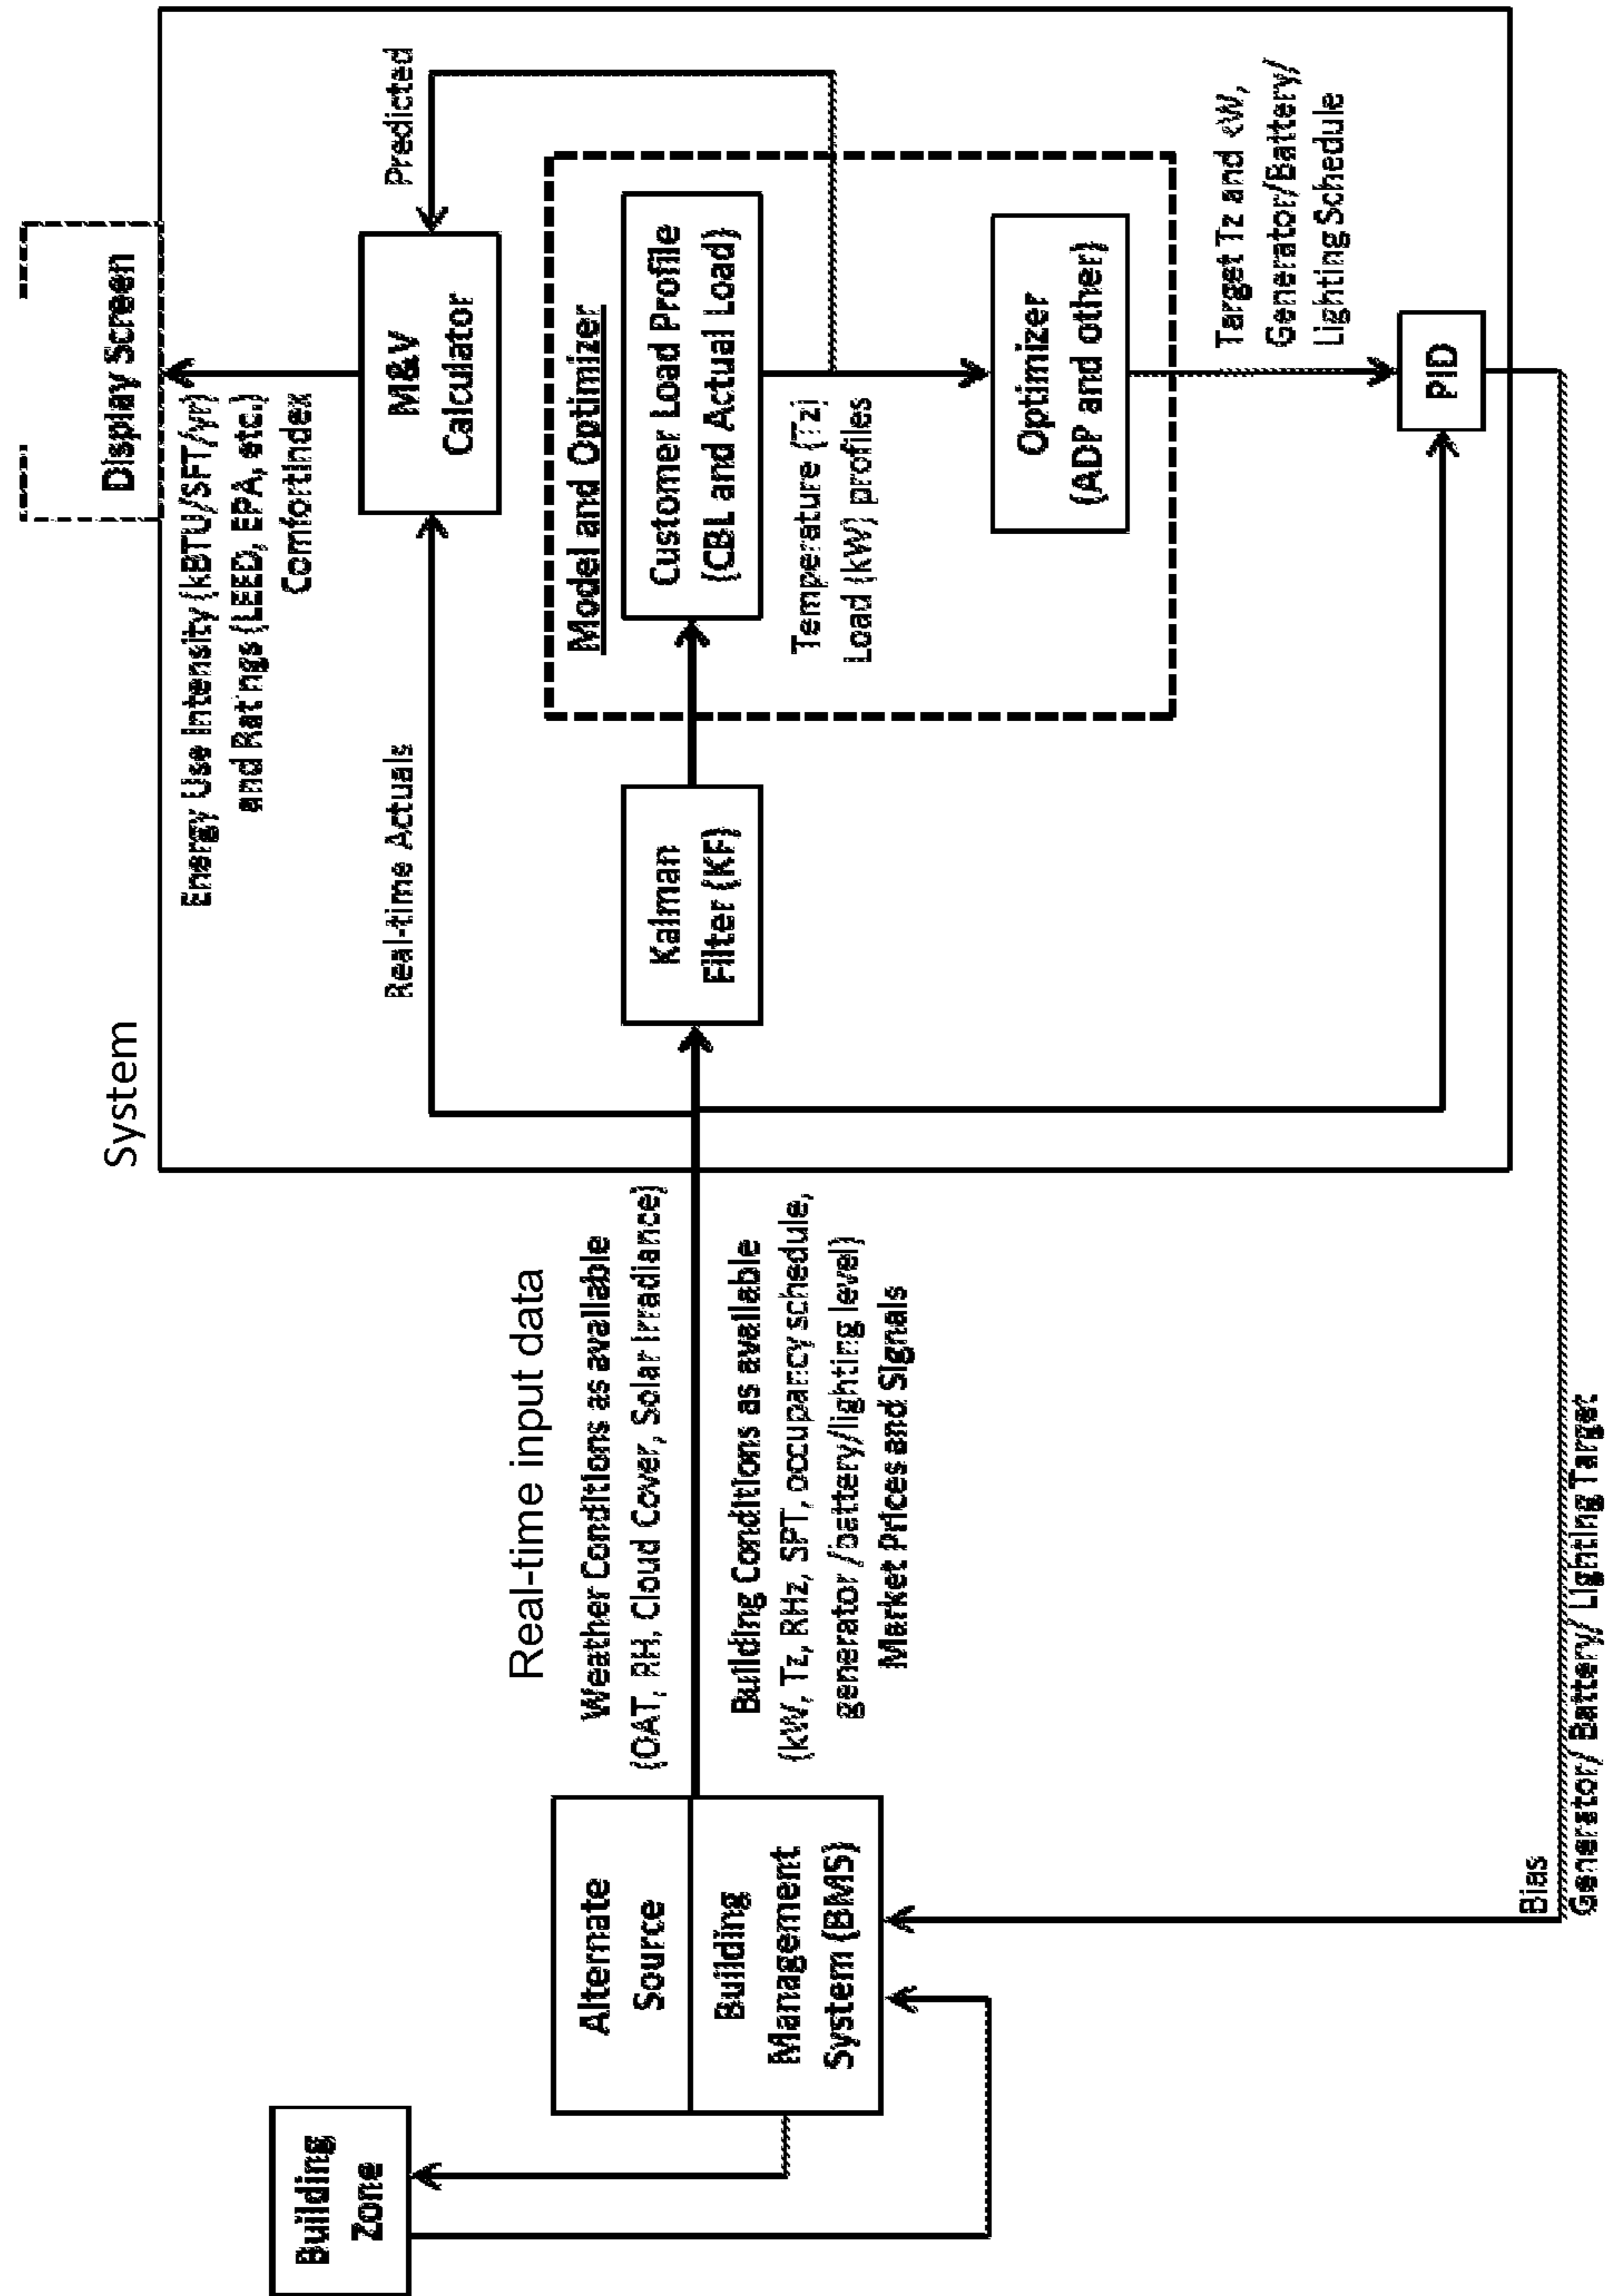 System
Display Screen
Energy Use Intensity (kBTU/SFT/yr)
and Ratings (LEED, EPA, etc.)
ComfortIndex
M&V
Calculator
Real-time Actuals
Predicted
Model and Optimizer
Kalman
Filter (KF)
Customer Load Profile
(CBL and Actual Load)
Temperature (Tz)
Load (kW) profiles
Optimizer
(ADP and other)
Target Tz and kW,
Generator/Battery/
Lighting Schedule
PID
Real-time input data
Weather Conditions as available
(OAT, RH, Cloud Cover, Solar Irradiance)
Building Conditions as available
(kW, Tz, RHz, SPT, occupancy schedule,
generator/battery/lighting level)
Market Prices and Signals
Building
Zone
Alternate
Source
Building
Management
System (BMS)
Bias
Generator/ Battery/ Lighting Target